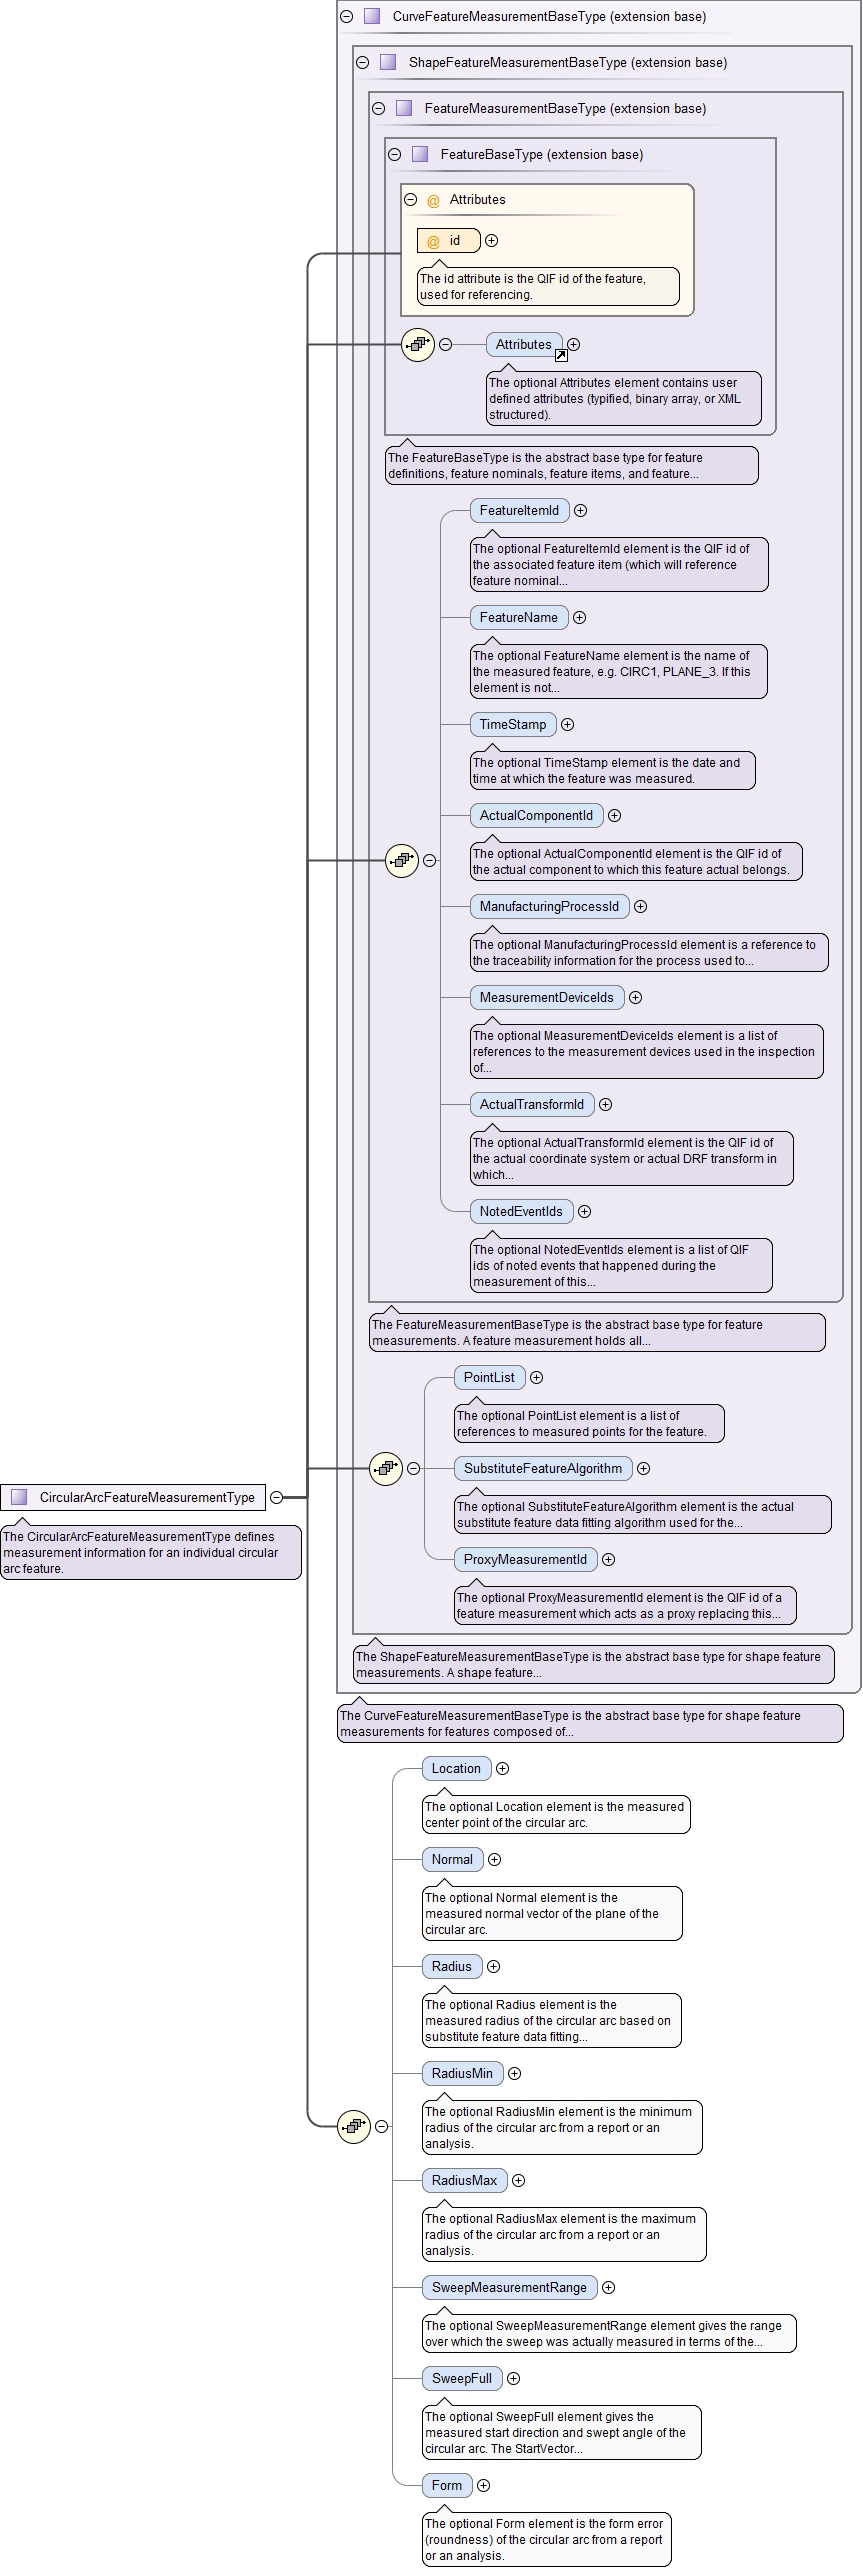 CurveFeatureMeasurementBaseType (extension base)
ShapeFeatureMeasurementBaseType (extension base)
FeatureMeasurementBaseType (extension base)
FeatureBaseType (extension base)
@ Attributes
@ id
The id attribute is the QIF id of the feature,
used for referencing.
Attributes
The optional Attributes element contains user
defined attributes (typified, binary array, or XML
structured).
The FeatureBaseType is the abstract base type for feature
definitions, feature nominals, feature items, and feature...
FeatureItemId
The optional FeatureItemId element is the QIF id of
the associated feature item (which will reference
feature nominal...
FeatureName
The optional FeatureName element is the name of
the measured feature, e.g. CIRC1, PLANE_3. If this
element is not...
TimeStamp
The optional TimeStamp element is the date and
time at which the feature was measured.
ActualComponentId
The optional ActualComponentId element is the QIF id of
the actual component to which this feature actual belongs.
ManufacturingProcessId
The optional ManufacturingProcessId element is a reference to
the traceability information for the process used to...
MeasurementDeviceIds
The optional MeasurementDeviceIds element is a list of
references to the measurement devices used in the inspection
of...
ActualTransformId
The optional ActualTransformId element is the QIF id of
the actual coordinate system or actual DRF transform in
which...
NotedEventIds
The optional NotedEventIds element is a list of QIF
ids of noted events that happened during the
measurement of this...
The FeatureMeasurementBaseType is the abstract base type for feature
measurements. A feature measurement holds all...
PointList
The optional PointList element is a list of
references to measured points for the feature.
SubstituteFeatureAlgorithm
The optional SubstituteFeatureAlgorithm element is the actual
substitute feature data fitting algorithm used for the...
ProxyMeasurementId
The optional ProxyMeasurementId element is the QIF id of a
feature measurement which acts as a proxy replacing this...
CircularArcFeatureMeasurementType
The CircularArcFeatureMeasurementType defines
measurement information for an individual circular
arc feature.
The ShapeFeatureMeasurementBaseType is the abstract base type for shape feature
measurements. A shape feature...
The CurveFeatureMeasurementBaseType is the abstract base type for shape feature
measurements for features composed of...
Location
The optional Location element is the measured
center point of the circular arc.
Normal
The optional Normal element is the
measured normal vector of the plane of the
circular arc.
Radius
The optional Radius element is the
measured radius of the circular arc based on
substitute feature data fitting...
RadiusMin
The optional RadiusMin element is the minimum
radius of the circular arc from a report or an
analysis.
RadiusMax
The optional RadiusMax element is the maximum
radius of the circular arc from a report or an
analysis.
SweepMeasurementRange
The optional SweepMeasurementRange element gives the range
over which the sweep was actually measured in terms of the...
SweepFull
The optional SweepFull element gives the
measured start direction and swept angle of the
circular arc. The StartVector...
Form
The optional Form element is the form error
(roundness) of the circular arc from a report
or an analysis.